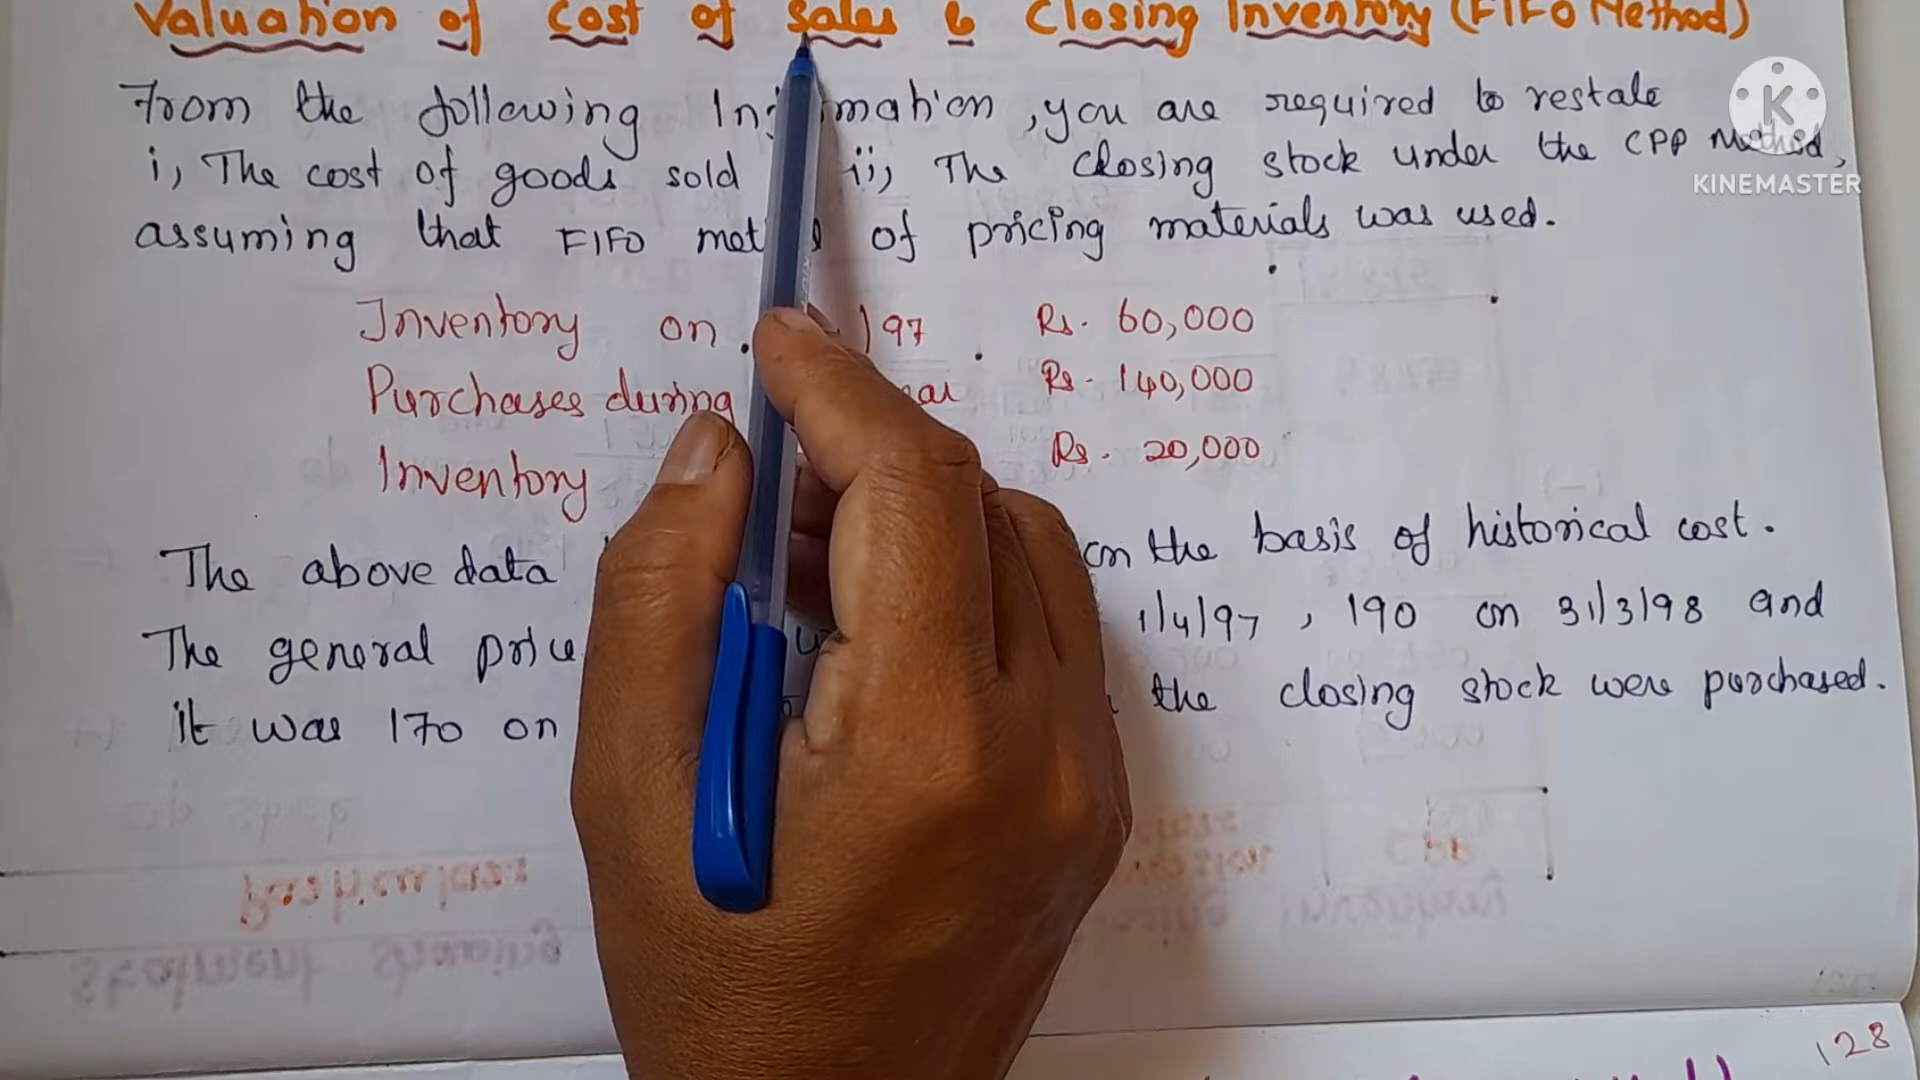 Valuation of Cost of Sales & Closing Inventory (FIFO Method)
From the following Information, you are required to restate
i, The cost of goods sold ii, The closing stock under the CPP Method,
assuming that FIFO method of pricing materials was used.
Inventory on 97 Rs. 60,000
Purchases during Rs. 140,000
Inventory Rs. 20,000
The above data on the basis of historical cost.
The general price 1/4/97, 190 on 31/3/98 and
it was 170 on the closing stock were purchased.
128
K
KINEMASTER